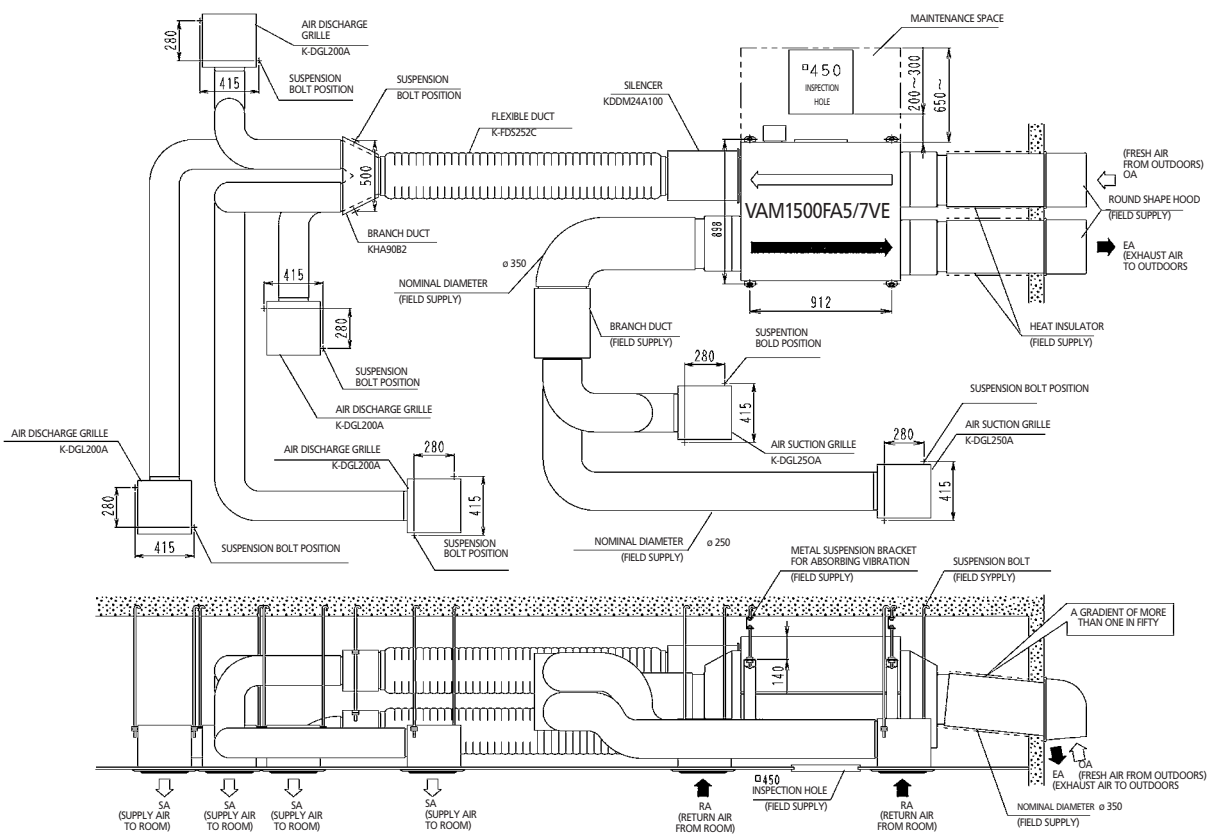 AIR DISCHARGE
GRILLE
K-DGL200A
280
415
SUSPENSION
BOLT POSITION
SUSPENSION
BOLT POSITION
FLEXIBLE DUCT
K-FDS252C
SILENCER
KDDM24A100
MAINTENANCE SPACE
□450
INSPECTION
HOLE
200~300
650~
500
BRANCH DUCT
KHA90B2
VAM1500FA5/7VE
898
912
(FRESH AIR
FROM OUTDOORS)
OA
ROUND SHAPE HOOD
(FIELD SUPPLY)
EA
(EXHAUST AIR
TO OUTDOORS
HEAT INSULATOR
(FIELD SUPPLY)
ø 350
NOMINAL DIAMETER
(FIELD SUPPLY)
BRANCH DUCT
(FIELD SUPPLY)
SUSPENTION
BOLD POSITION
280
415
AIR SUCTION GRILLE
K-DGL25OA
SUSPENSION BOLT POSITION
AIR SUCTION GRILLE
K-DGL250A
280
415
415
280
SUSPENSION
BOLT POSITION
AIR DISCHARGE GRILLE
K-DGL200A
AIR DISCHARGE GRILLE
K-DGL200A
280
415
SUSPENSION BOLT POSITION
AIR DISCHARGE GRILLE
K-DGL200A
280
415
SUSPENSION
BOLT POSITION
NOMINAL DIAMETER
(FIELD SUPPLY)
ø 250
METAL SUSPENSION BRACKET
FOR ABSORBING VIBRATION
(FIELD SUPPLY)
SUSPENSION BOLT
(FIELD SYPPLY)
A GRADIENT OF MORE
THAN ONE IN FIFTY
140
SA
(SUPPLY AIR
TO ROOM)
SA
(SUPPLY AIR
TO ROOM)
SA
(SUPPLY AIR
TO ROOM)
SA
(SUPPLY AIR
TO ROOM)
RA
(RETURN AIR
FROM ROOM)
□450
INSPECTION HOLE
(FIELD SUPPLY)
RA
(RETURN AIR
FROM ROOM)
OA
(FRESH AIR FROM OUTDOORS)
EA
(EXHAUST AIR TO OUTDOORS
NOMINAL DIAMETER ø 350
(FIELD SUPPLY)